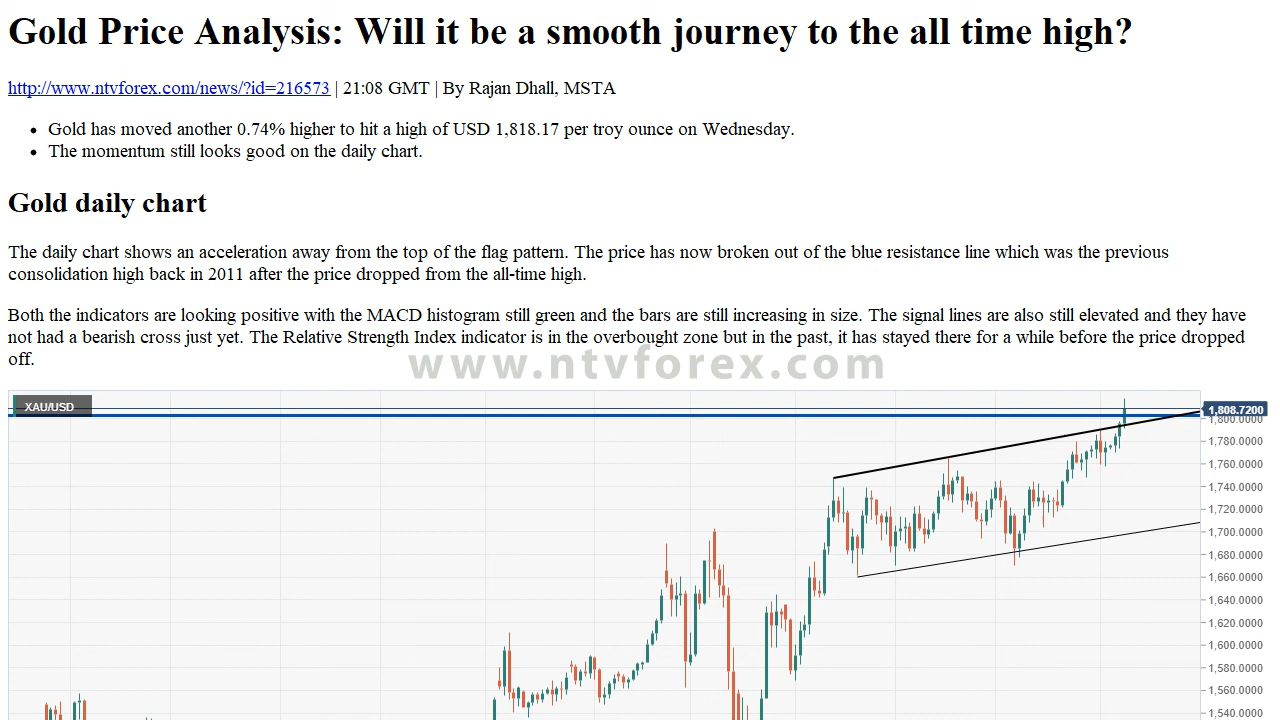 Gold Price Analysis: Will it be a smooth journey to the all time high?
http://www.ntvforex.com/news/?id=216573 | 21:08 GMT | By Rajan Dhall, MSTA
Gold has moved another 0.74% higher to hit a high of USD 1,818.17 per troy ounce on Wednesday.
The momentum still looks good on the daily chart.
Gold daily chart
The daily chart shows an acceleration away from the top of the flag pattern. The price has now broken out of the blue resistance line which was the previous
consolidation high back in 2011 after the price dropped from the all-time high.
Both the indicators are looking positive with the MACD histogram still green and the bars are still increasing in size. The signal lines are also still elevated and they have
not had a bearish cross just yet. The Relative Strength Index indicator is in the overbought zone but in the past, it has stayed there for a while before the price dropped
off.
www.ntvforex.com
XAU/USD
1,808.7200
1,800.0000
1,780.0000
1,760.0000
1,740.0000
1,720.0000
1,700.0000
1,680.0000
1,660.0000
1,640.0000
1,620.0000
1,600.0000
1,580.0000
1,560.0000
1,540.0000